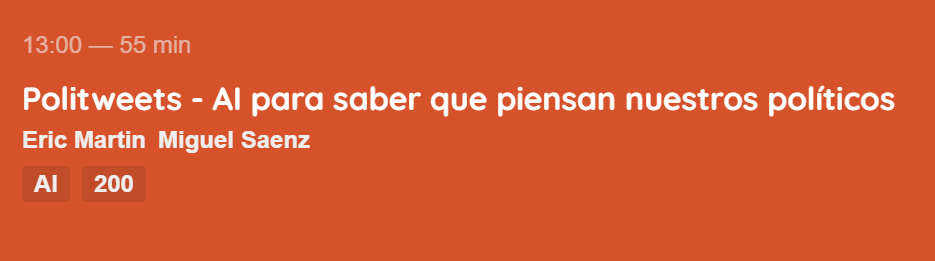 13:00 — 55 min
Politweets - AI para saber que piensan nuestros políticos
Eric Martin  Miguel Saenz
AI  200